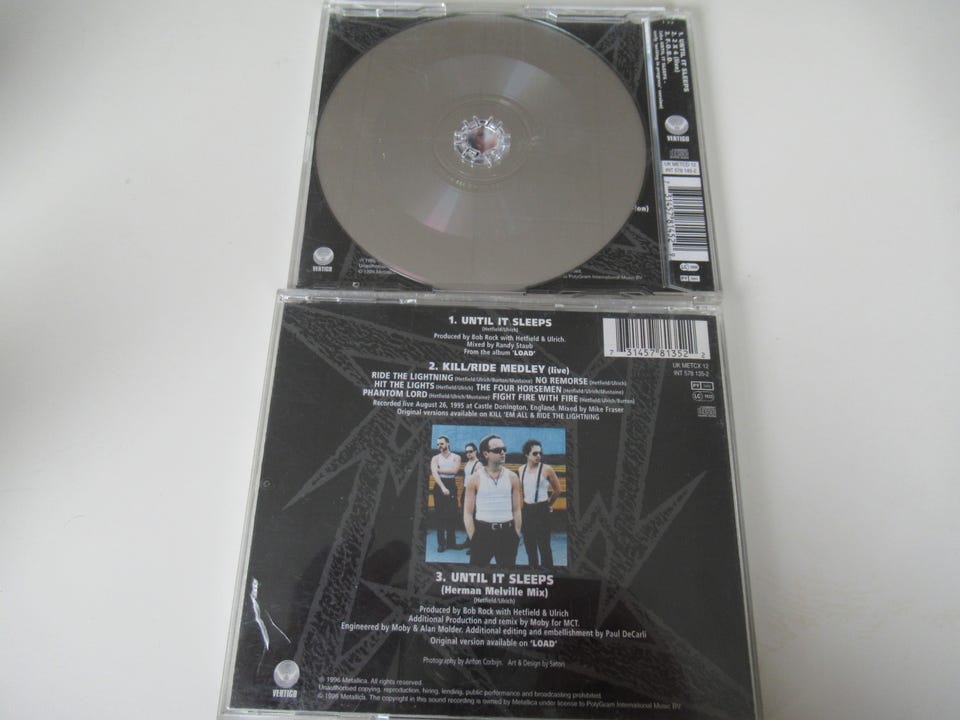 1. UNTIL IT SLEEPS
2. 2 X 4 (live)
3. F.O.B.D.
VERTIGO
UK METCD 12
INT 578 135-2
VERTIGO
1. UNTIL IT SLEEPS
(Hetfield/Ulrich)
Produced by Bob Rock with Hetfield & Ulrich.
Mixed by Randy Staub
From the album 'LOAD'
2. KILL/RIDE MEDLEY (live)
RIDE THE LIGHTNING (Hetfield/Ulrich/Burton/Mustaine) NO REMORSE (Hetfield/Ulrich)
HIT THE LIGHTS (Hetfield/Ulrich) THE FOUR HORSEMEN (Hetfield/Ulrich/Mustaine)
PHANTOM LORD (Hetfield/Ulrich/Mustaine) FIGHT FIRE WITH FIRE (Hetfield/Ulrich/Burton)
Recorded live August 26, 1995 at Castle Donington, England. Mixed by Mike Fraser
Original versions available on KILL 'EM ALL & RIDE THE LIGHTNING
7 31457 81352 2
UK METCX 12
INT 578 135-2
3. UNTIL IT SLEEPS
(Herman Melville Mix)
(Hetfield/Ulrich)
Produced by Bob Rock with Hetfield & Ulrich
Additional Production and remix by Moby for MCT.
Engineered by Moby & Alan Molder. Additional editing and embellishment by Paul DeCarli
Original version available on 'LOAD'
Photography by Anton Corbijn. Art & Design by Satori
VERTIGO
℗ 1996 Metallica. All rights reserved.
Unauthorised copying, reproduction, hiring, lending, public performance and broadcasting prohibited.
© 1996 Metallica. The copyright in this sound recording is owned by Metallica under license to PolyGram International Music BV